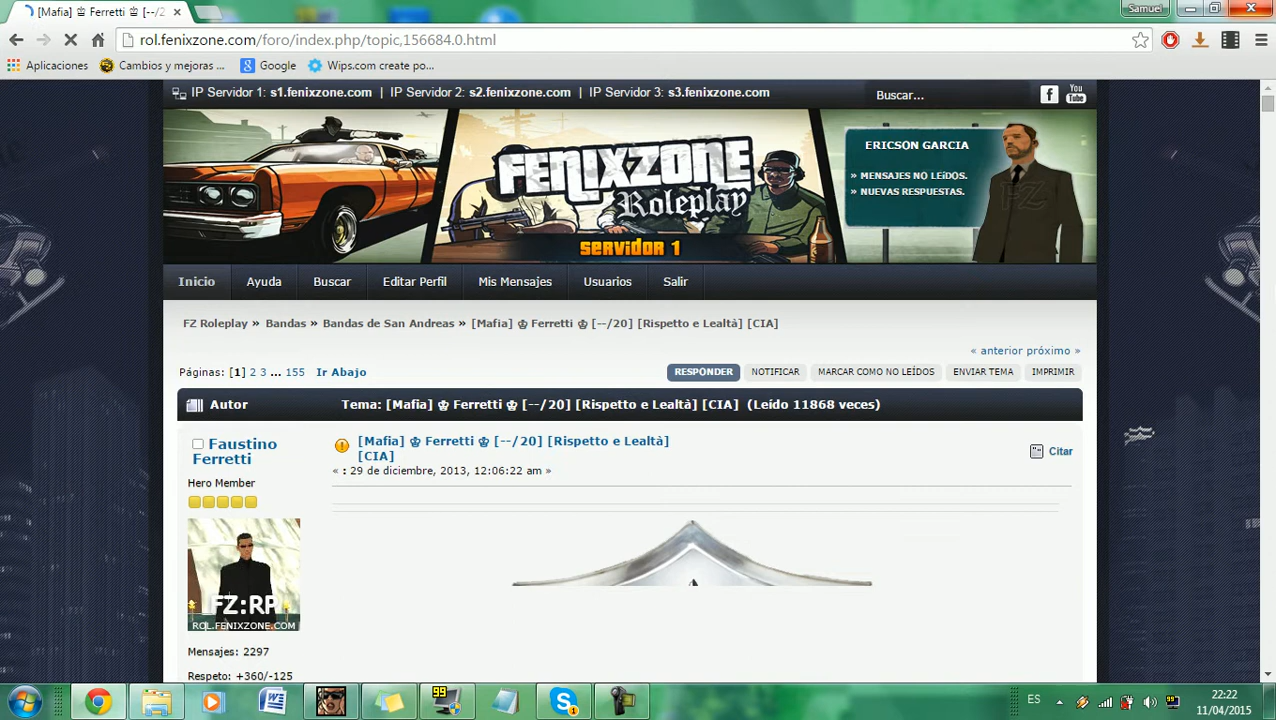 [Mafia] ♔ Ferretti ♔ [--/2
Samuel
rol.fenixzone.com/foro/index.php/topic,156684.0.html
Aplicaciones
Cambios y mejoras ...
Google
Wips.com create po...
IP Servidor 1: s1.fenixzone.com | IP Servidor 2: s2.fenixzone.com | IP Servidor 3: s3.fenixzone.com
Buscar...
You Tube
FENIXZONE
Roleplay
SERVIDOR 1
ERICSON GARCIA
» MENSAJES NO LEíDOS.
» NUEVAS RESPUESTAS.
FZ
Inicio
Ayuda
Buscar
Editar Perfil
Mis Mensajes
Usuarios
Salir
FZ Roleplay » Bandas » Bandas de San Andreas » [Mafia] ♔ Ferretti ♔ [--/20] [Rispetto e Lealtà] [CIA]
« anterior próximo »
Páginas: [1] 2 3 ... 155 Ir Abajo
RESPONDER
NOTIFICAR
MARCAR COMO NO LEÍDOS
ENVIAR TEMA
IMPRIMIR
Autor
Tema: [Mafia] ♔ Ferretti ♔ [--/20] [Rispetto e Lealtà] [CIA] (Leído 11868 veces)
Faustino
Ferretti
[Mafia] ♔ Ferretti ♔ [--/20] [Rispetto e Lealtà]
[CIA]
Citar
« : 29 de diciembre, 2013, 12:06:22 am »
Hero Member
FZ:RP
ROL.FENIXZONE.COM
Mensajes: 2297
Respeto: +360/-125
99
ES
22:22
11/04/2015